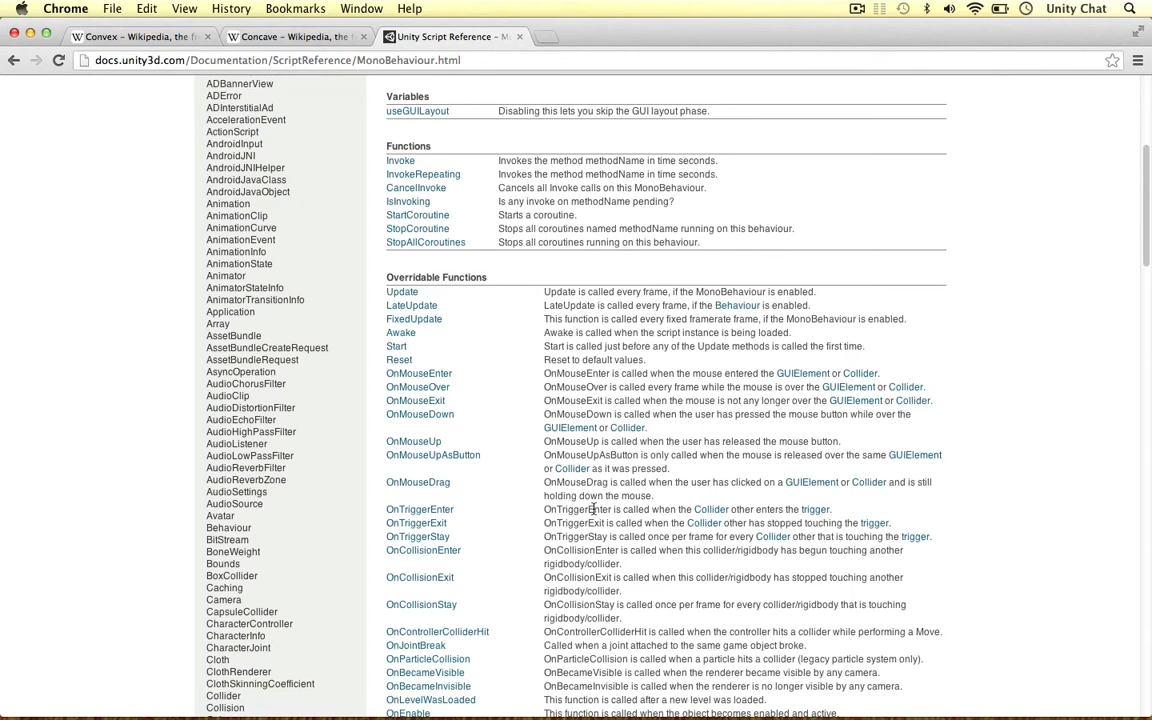 Chrome File Edit View History Bookmarks Window Help Unity Chat
Convex – Wikipedia, the f
Concave – Wikipedia, the f
Unity Script Reference – M
docs.unity3d.com/Documentation/ScriptReference/MonoBehaviour.html
ADBannerView
ADError
ADInterstitialAd
AccelerationEvent
ActionScript
AndroidInput
AndroidJNI
AndroidJNIHelper
AndroidJavaClass
AndroidJavaObject
Animation
AnimationClip
AnimationCurve
AnimationEvent
AnimationInfo
AnimationState
Animator
AnimatorStateInfo
AnimatorTransitionInfo
Application
Array
AssetBundle
AssetBundleCreateRequest
AssetBundleRequest
AsyncOperation
AudioChorusFilter
AudioClip
AudioDistortionFilter
AudioEchoFilter
AudioHighPassFilter
AudioListener
AudioLowPassFilter
AudioReverbFilter
AudioReverbZone
AudioSettings
AudioSource
Avatar
Behaviour
BitStream
BoneWeight
Bounds
BoxCollider
Caching
Camera
CapsuleCollider
CharacterController
CharacterInfo
CharacterJoint
Cloth
ClothRenderer
ClothSkinningCoefficient
Collider
Collision
Variables
useGUILayout Disabling this lets you skip the GUI layout phase.
Functions
Invoke Invokes the method methodName in time seconds.
InvokeRepeating Invokes the method methodName in time seconds.
CancelInvoke Cancels all Invoke calls on this MonoBehaviour.
IsInvoking Is any invoke on methodName pending?
StartCoroutine Starts a coroutine.
StopCoroutine Stops all coroutines named methodName running on this behaviour.
StopAllCoroutines Stops all coroutines running on this behaviour.
Overridable Functions
Update Update is called every frame, if the MonoBehaviour is enabled.
LateUpdate LateUpdate is called every frame, if the Behaviour is enabled.
FixedUpdate This function is called every fixed framerate frame, if the MonoBehaviour is enabled.
Awake Awake is called when the script instance is being loaded.
Start Start is called just before any of the Update methods is called the first time.
Reset Reset to default values.
OnMouseEnter OnMouseEnter is called when the mouse entered the GUIElement or Collider.
OnMouseOver OnMouseOver is called every frame while the mouse is over the GUIElement or Collider.
OnMouseExit OnMouseExit is called when the mouse is not any longer over the GUIElement or Collider.
OnMouseDown OnMouseDown is called when the user has pressed the mouse button while over the
GUIElement or Collider.
OnMouseUp OnMouseUp is called when the user has released the mouse button.
OnMouseUpAsButton OnMouseUpAsButton is only called when the mouse is released over the same GUIElement
or Collider as it was pressed.
OnMouseDrag OnMouseDrag is called when the user has clicked on a GUIElement or Collider and is still
holding down the mouse.
OnTriggerEnter OnTriggerEnter is called when the Collider other enters the trigger.
OnTriggerExit OnTriggerExit is called when the Collider other has stopped touching the trigger.
OnTriggerStay OnTriggerStay is called once per frame for every Collider other that is touching the trigger.
OnCollisionEnter OnCollisionEnter is called when this collider/rigidbody has begun touching another
rigidbody/collider.
OnCollisionExit OnCollisionExit is called when this collider/rigidbody has stopped touching another
rigidbody/collider.
OnCollisionStay OnCollisionStay is called once per frame for every collider/rigidbody that is touching
rigidbody/collider.
OnControllerColliderHit OnControllerColliderHit is called when the controller hits a collider while performing a Move.
OnJointBreak Called when a joint attached to the same game object broke.
OnParticleCollision OnParticleCollision is called when a particle hits a collider (legacy particle system only).
OnBecameVisible OnBecameVisible is called when the renderer became visible by any camera.
OnBecameInvisible OnBecameInvisible is called when the renderer is no longer visible by any camera.
OnLevelWasLoaded This function is called after a new level was loaded.
OnEnable This function is called when the object becomes enabled and active.